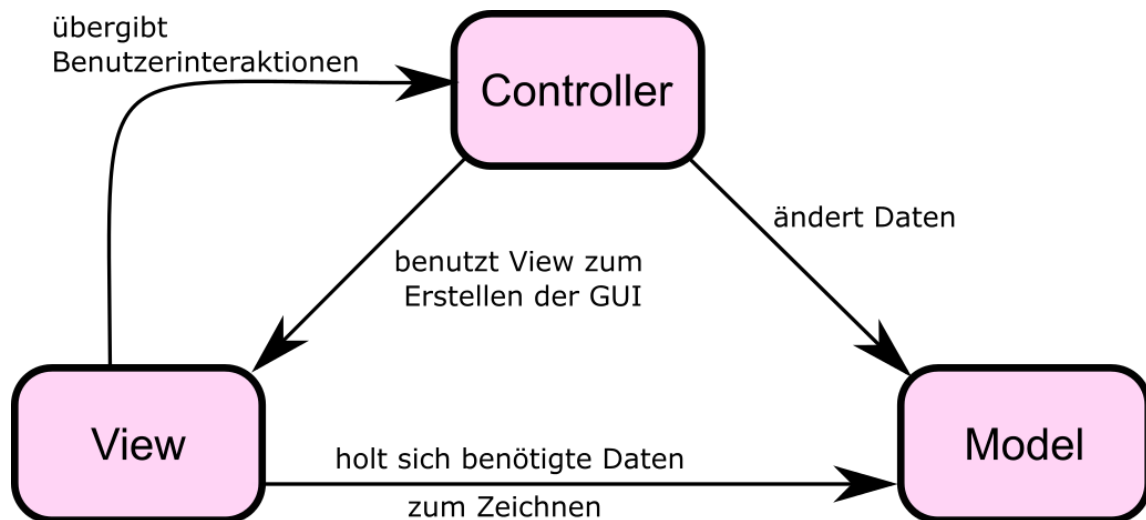 übergibt
Benutzerinteraktionen
Controller
ändert Daten
benutzt View zum
Erstellen der GUI
View
holt sich benötigte Daten
zum Zeichnen
Model